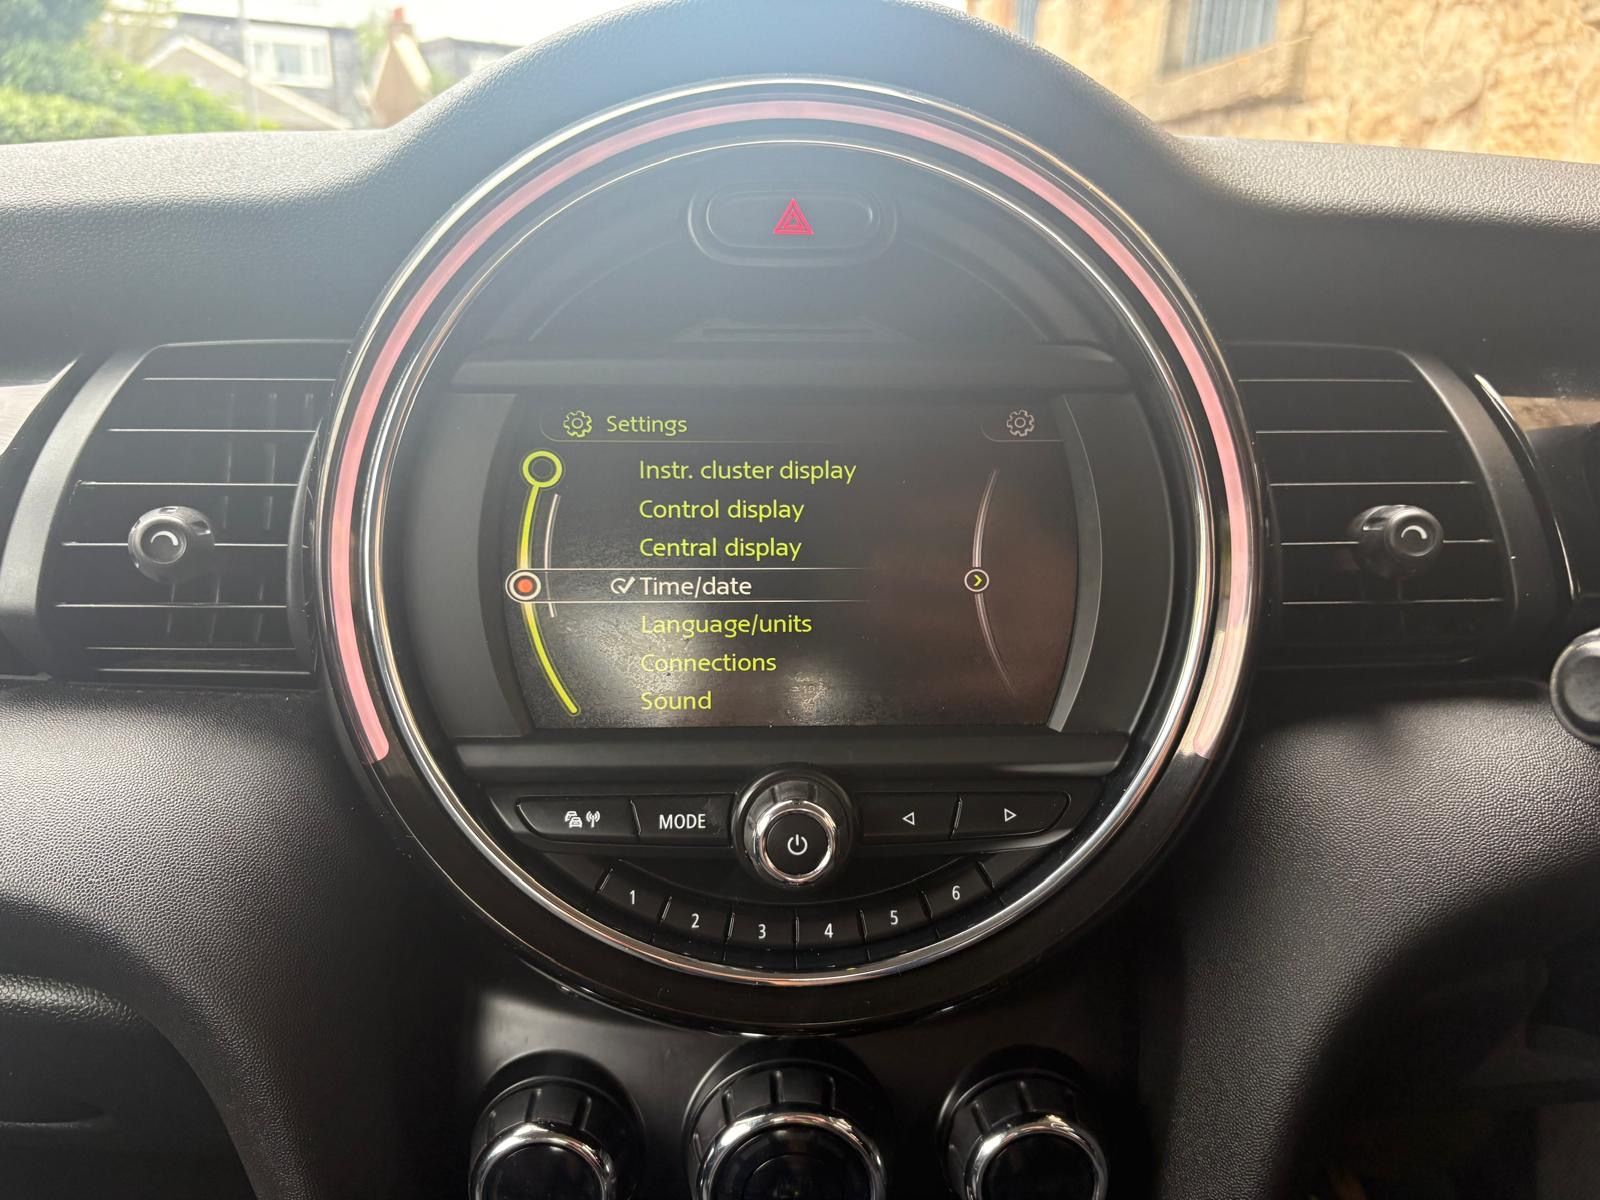 Settings
Instr. cluster display
Control display
Central display
Time/date
Language/units
Connections
Sound
MODE
1 2 3 4 5 6